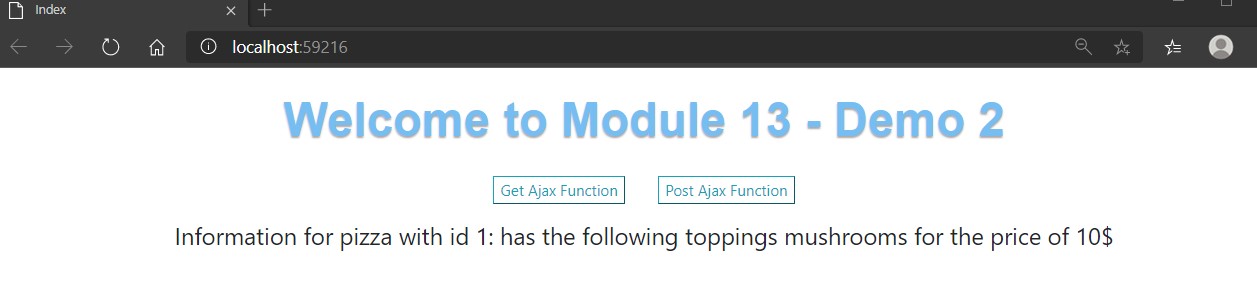 Index
localhost:59216
Welcome to Module 13 - Demo 2
Get Ajax Function Post Ajax Function
Information for pizza with id 1: has the following toppings mushrooms for the price of 10$